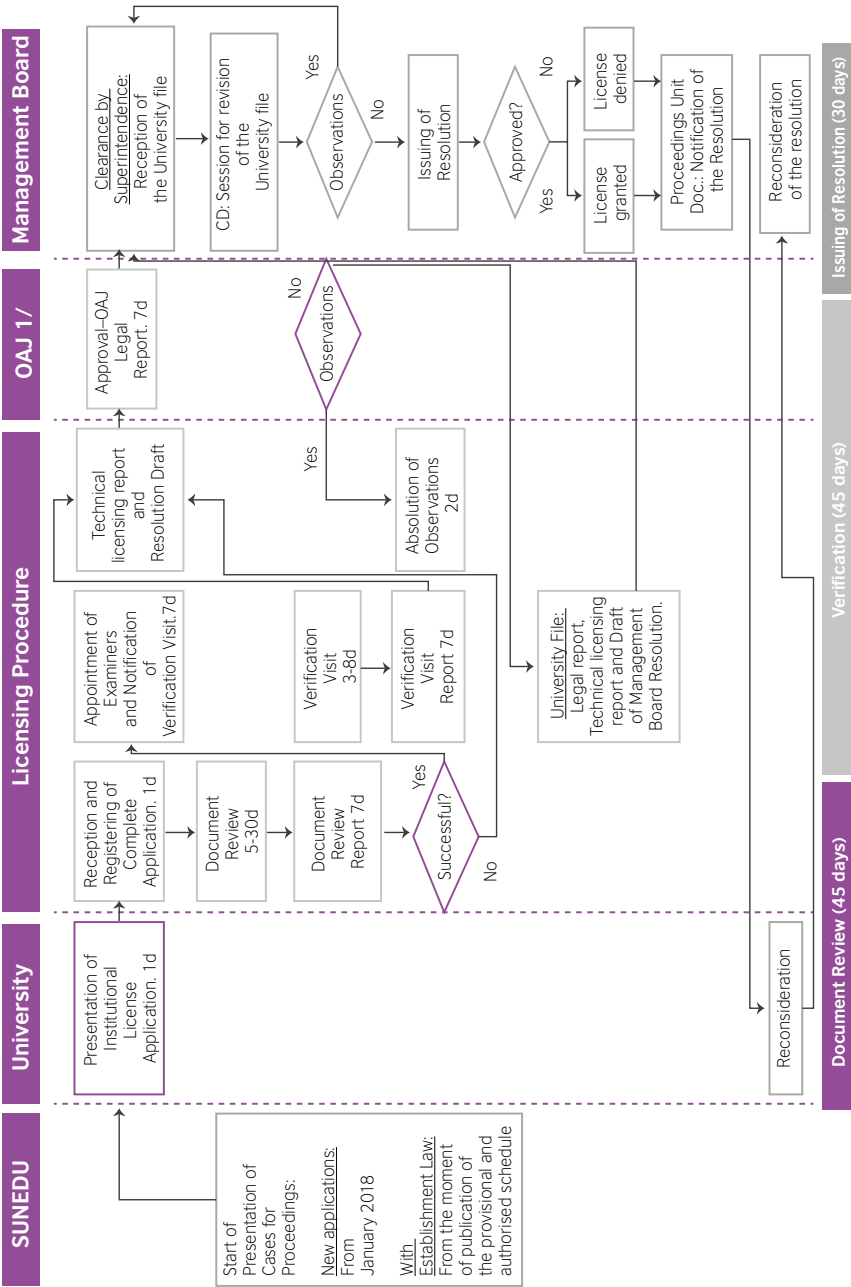 SUNEDU
University
Licensing Procedure
OAJ 1/
Management Board
Start of
Presentation of
Cases for
Proceedings:
New applications:
From
January 2018
With
Establishment Law:
From the moment
of publication of
the provisional and
authorised schedule
Presentation of
Institutional
License
Application. 1d
Reconsideration
Reception and
Registering of
Complete
Application. 1d
Document
Review
5-30d
Document
Review
Report 7d
Successful?
Yes
No
Appointment of
Examiners
and Notification
of
Verification Visit.7d
Verification
Visit
3-8d
Verification
Visit
Report 7d
University File:
Legal report,
Technical licensing
report and Draft
of Management
Board Resolution.
Technical
licensing report
and
Resolution Draft
Yes
Absolution of
Observations
2d
Approval–OAJ
Legal
Report. 7d
No
Observations
Clearance by
Superintendence:
Reception of
the University file
CD: Session for revision
of the
University file
Yes
Observations
No
Issuing of
Resolution
Approved?
Yes
No
License
granted
License
denied
Proceedings Unit
Doc.: Notification of
the Resolution
Reconsideration
of the resolution
Document Review (45 days)
Verification (45 days)
Issuing of Resolution (30 days)